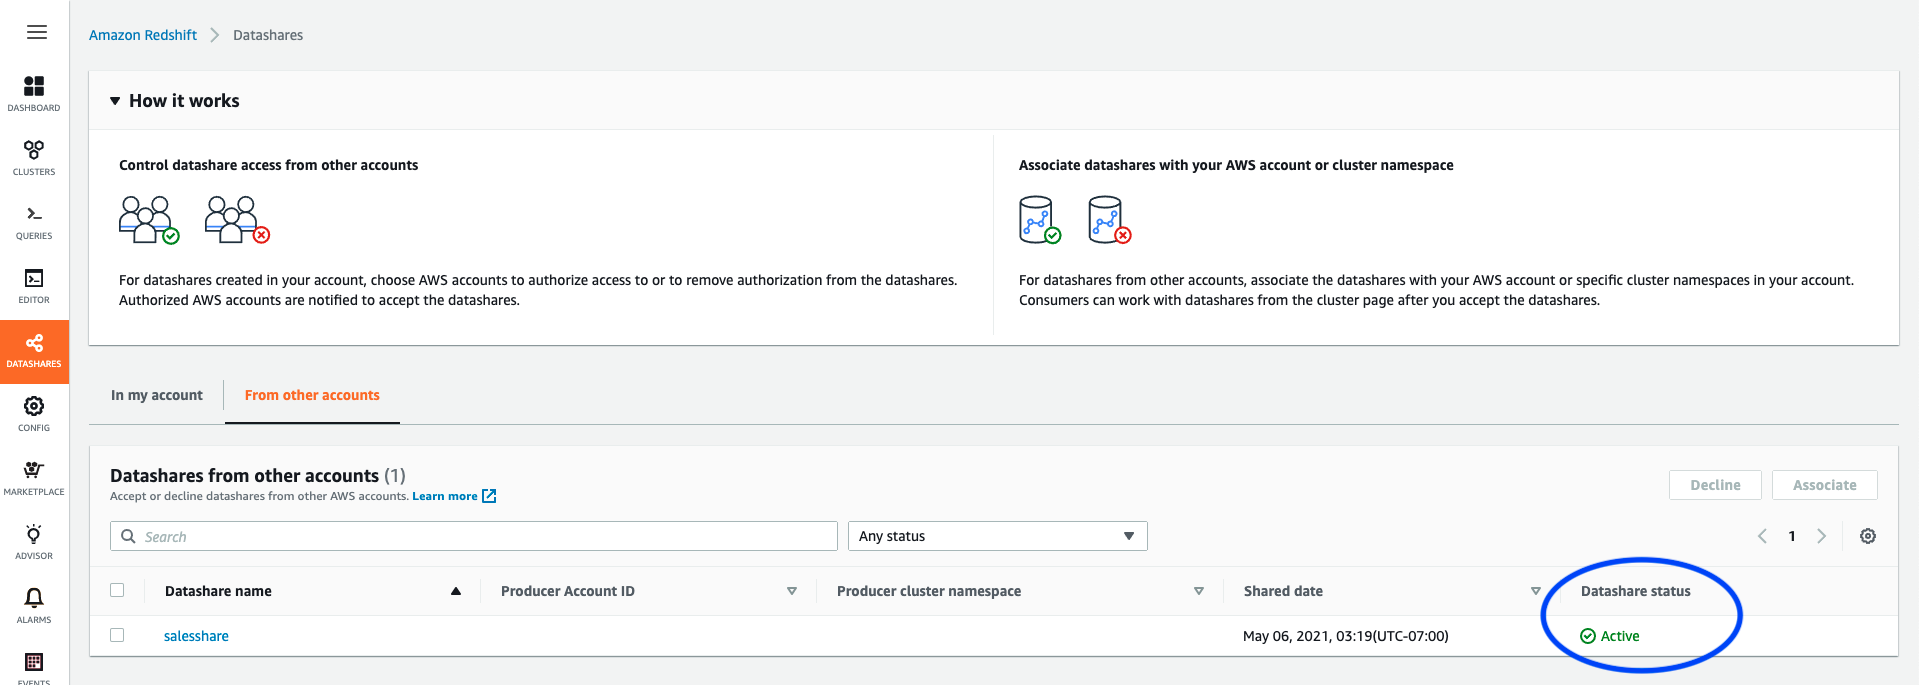 Amazon Redshift > Datashares
DASHBOARD
CLUSTERS
QUERIES
EDITOR
DATASHARES
CONFIG
MARKETPLACE
ADVISOR
ALARMS
EVENTS
How it works
Control datashare access from other accounts
For datashares created in your account, choose AWS accounts to authorize access to or to remove authorization from the datashares.
Authorized AWS accounts are notified to accept the datashares.
Associate datashares with your AWS account or cluster namespace
For datashares from other accounts, associate the datashares with your AWS account or specific cluster namespaces in your account.
Consumers can work with datashares from the cluster page after you accept the datashares.
In my account From other accounts
Datashares from other accounts (1)
Accept or decline datashares from other AWS accounts. Learn more
Decline Associate
Search Any status 1
Datashare name Producer Account ID Producer cluster namespace Shared date Datashare status
salesshare May 06, 2021, 03:19(UTC-07:00) Active